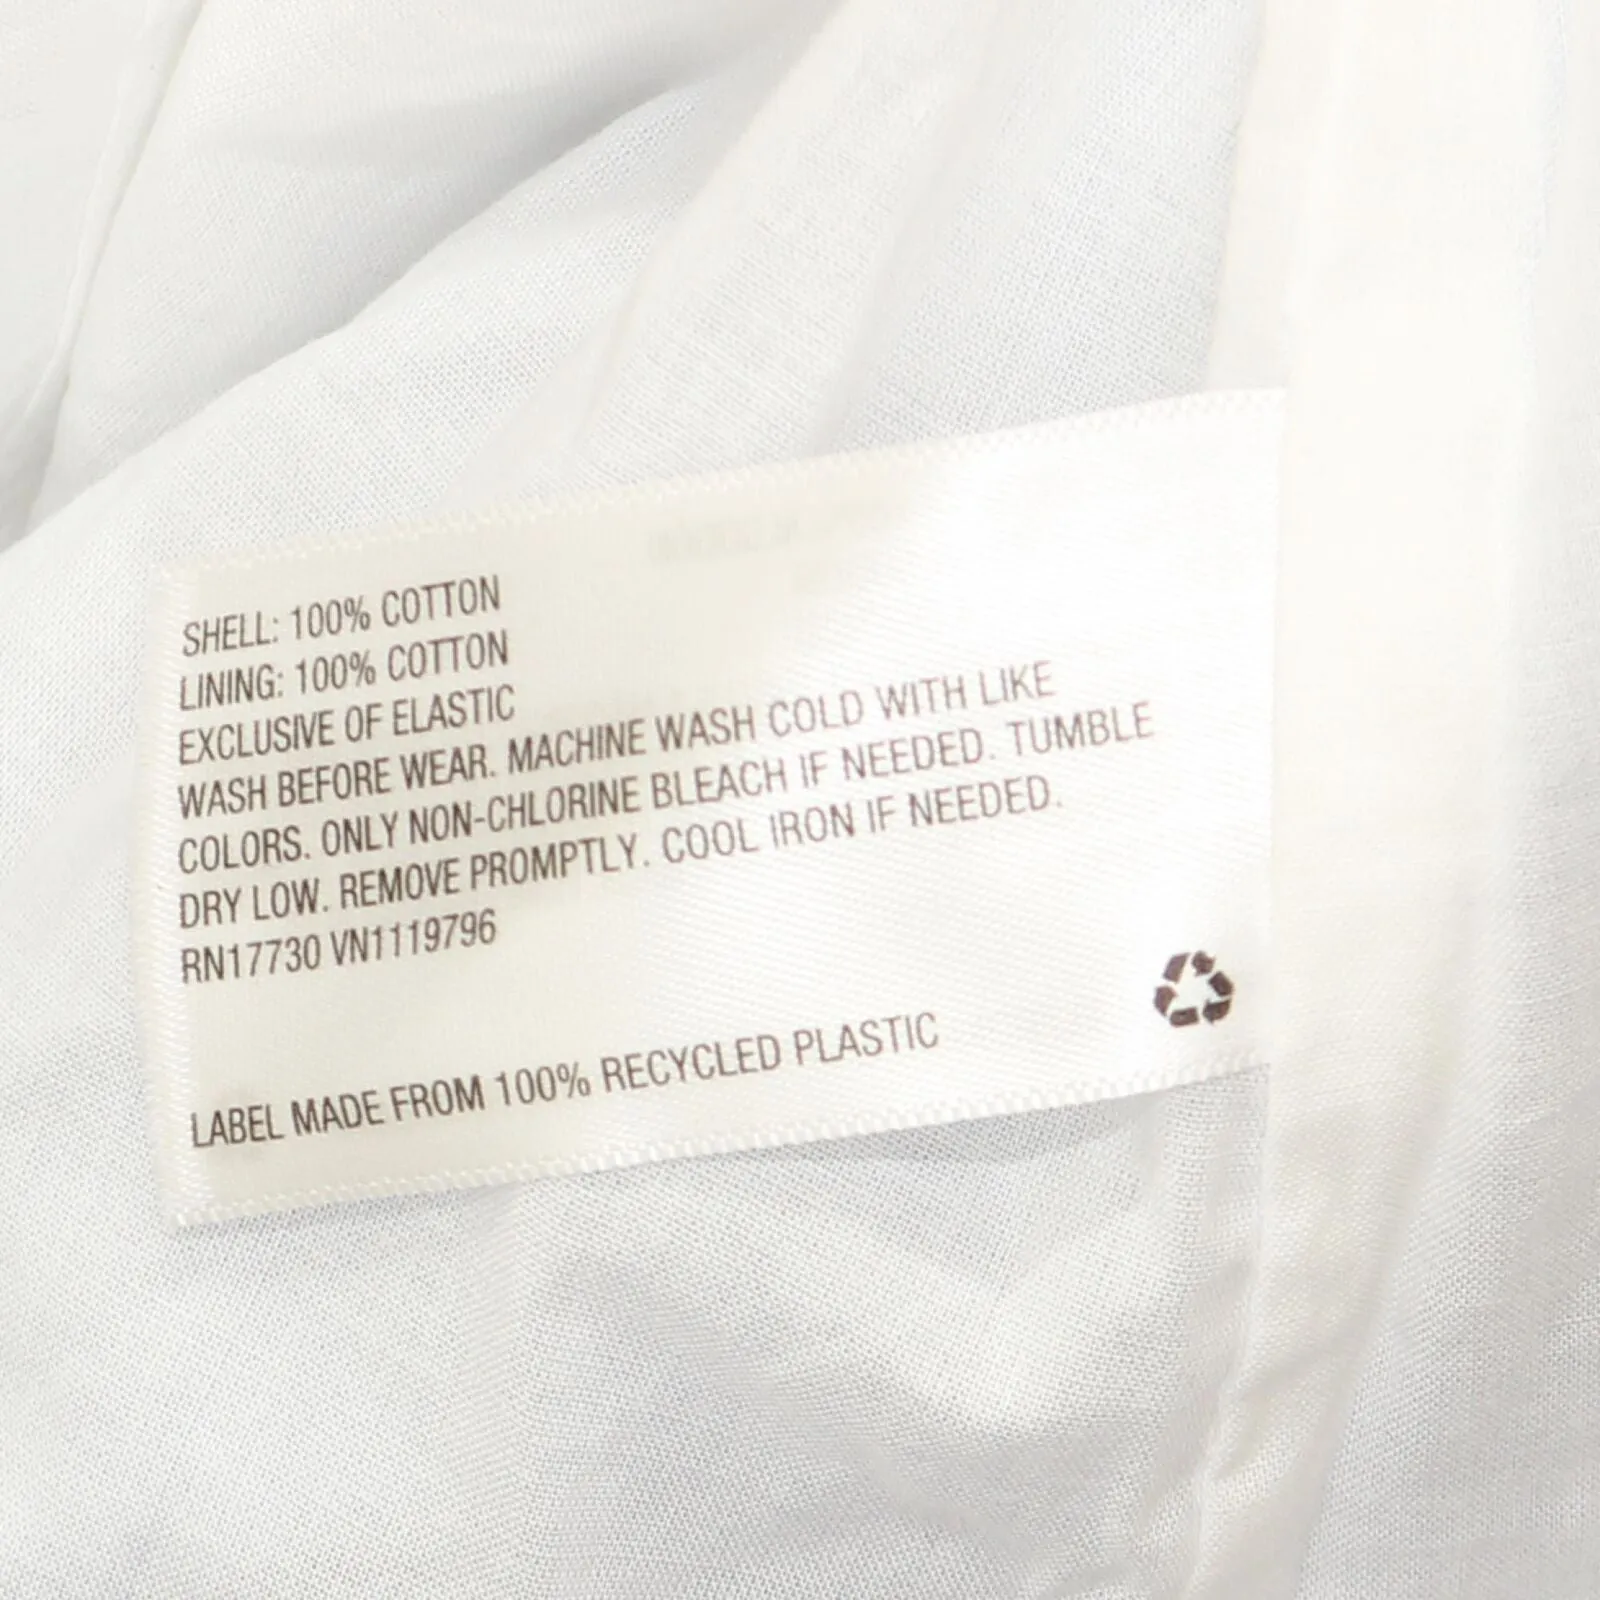 SHELL: 100% COTTON
LINING: 100% COTTON
EXCLUSIVE OF ELASTIC
WASH BEFORE WEAR. MACHINE WASH COLD WITH LIKE
COLORS. ONLY NON-CHLORINE BLEACH IF NEEDED. TUMBLE
DRY LOW. REMOVE PROMPTLY. COOL IRON IF NEEDED.
RN17730 VN1119796
LABEL MADE FROM 100% RECYCLED PLASTIC